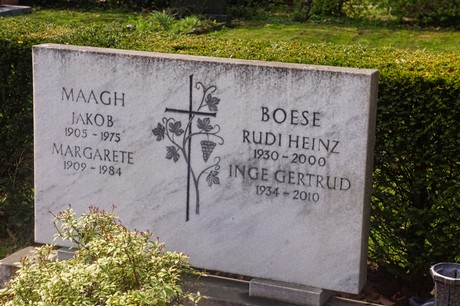 MAAGH
JAKOB
1905 - 1975
MARGARETE
1909 - 1984
BOESE
RUDI HEINZ
1930 - 2000
INGE GERTRUD
1934 - 2010